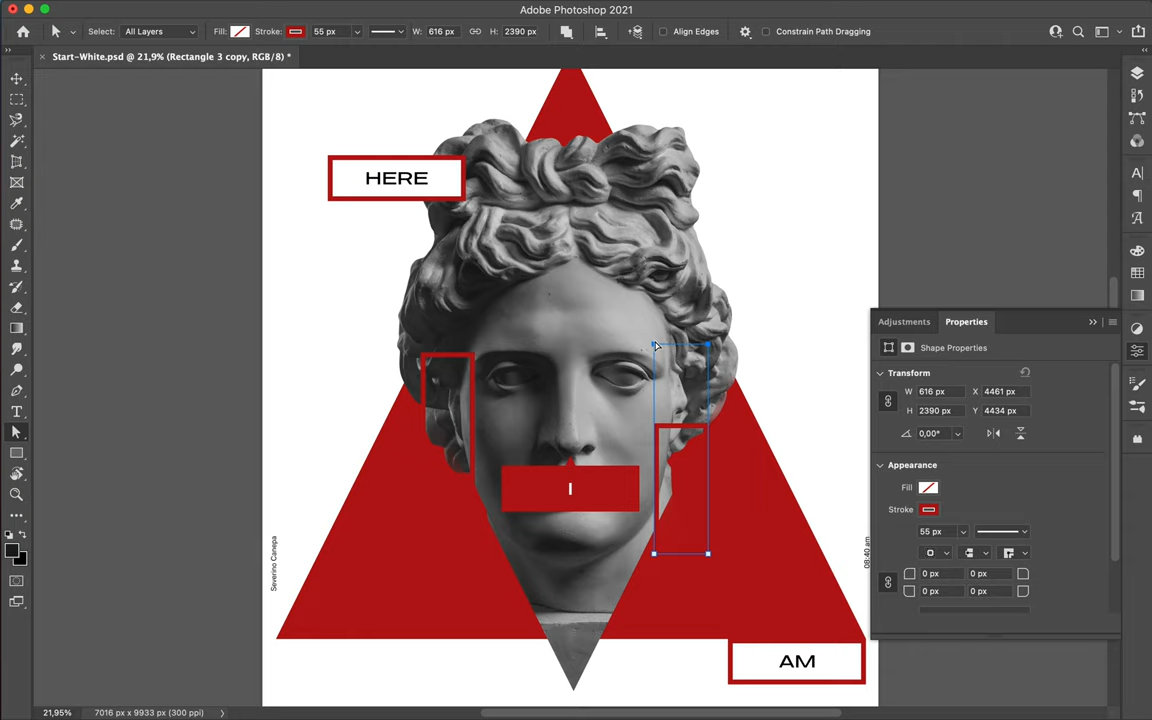 Adobe Photoshop 2021
Select: All Layers Fill: Stroke: 55 px W: 616 px H: 2390 px Align Edges Constrain Path Dragging
× Start-White.psd @ 21,9% (Rectangle 3 copy, RGB/8) *
HERE
I
AM
Severino Canepa
08:40 am
Adjustments Properties
Shape Properties
Transform
W 616 px X 4461 px
H 2390 px Y 4434 px
0,00°
Appearance
Fill
Stroke
55 px
0 px 0 px
0 px 0 px
21,95% 7016 px x 9933 px (300 ppi)